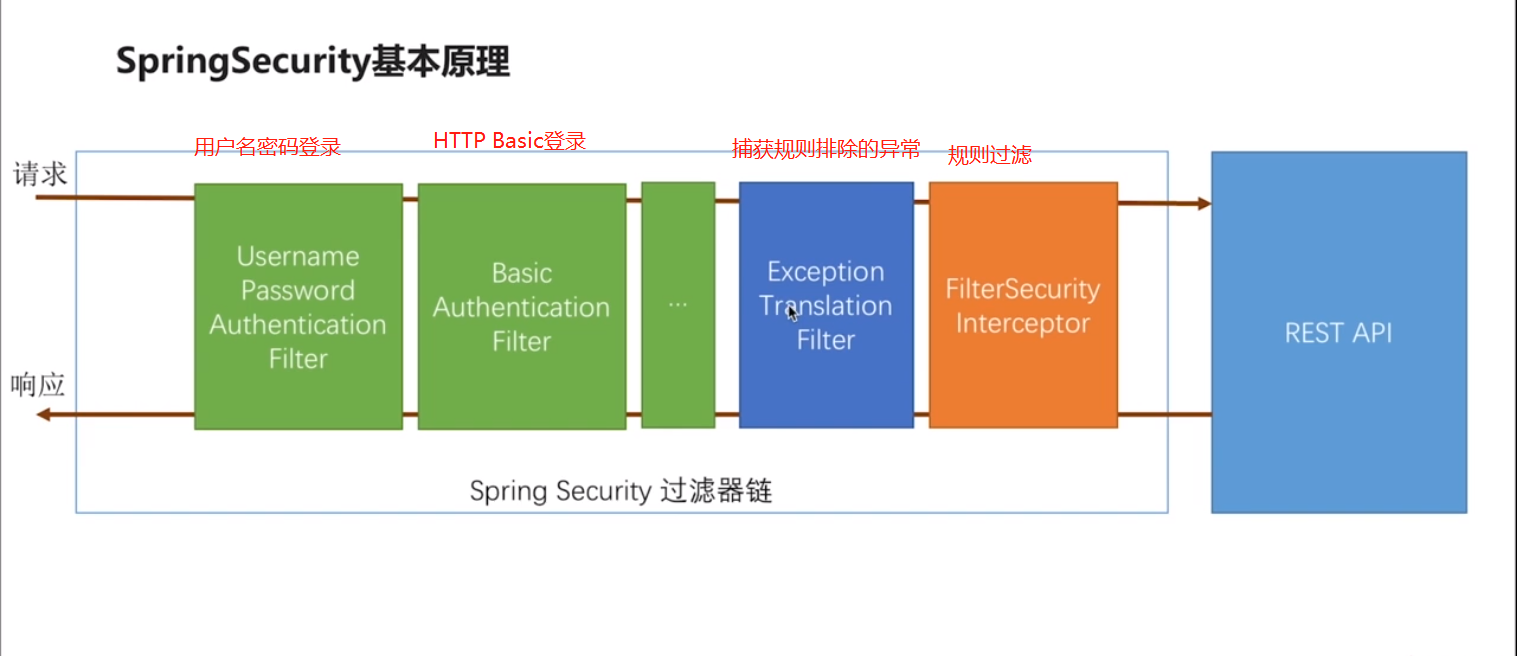 SpringSecurity基本原理
用户名密码登录
HTTP Basic登录
捕获规则排除的异常
规则过滤
请求
响应
Username
Password
Authentication
Filter
Basic
Authentication
Filter
...
Exception
Translation
Filter
FilterSecurity
Interceptor
REST API
Spring Security 过滤器链